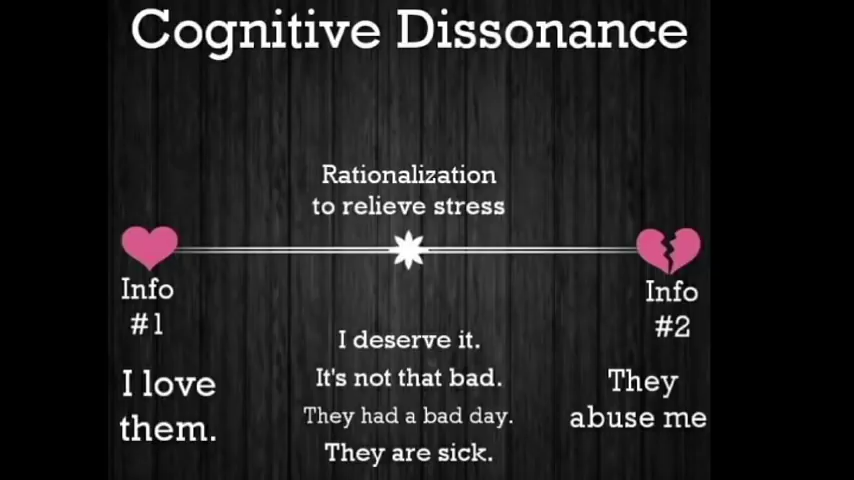 Cognitive Dissonance
Rationalization
to relieve stress
Info
#1
I love
them.
I deserve it.
It's not that bad.
They had a bad day.
They are sick.
Info
#2
They
abuse me